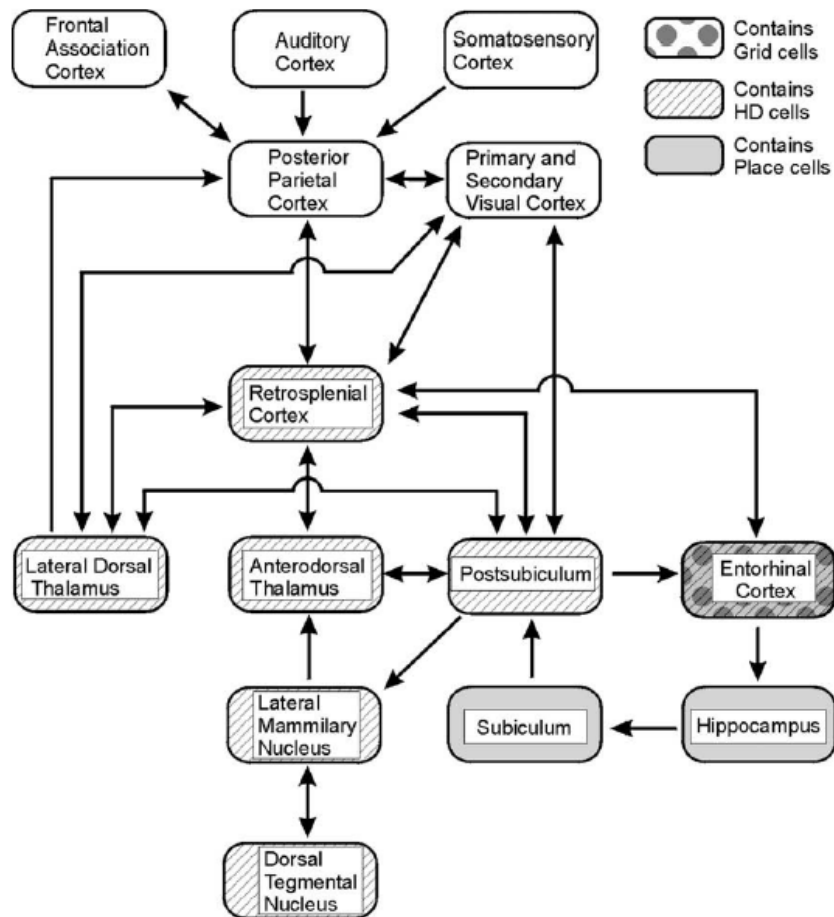 Frontal
Association
Cortex
Auditory
Cortex
Somatosensory
Cortex
Contains
Grid cells
Contains
HD cells
Contains
Place cells
Posterior
Parietal
Cortex
Primary and
Secondary
Visual Cortex
Retrosplenial
Cortex
Lateral Dorsal
Thalamus
Anterodorsal
Thalamus
Postsubiculum
Entorhinal
Cortex
Lateral
Mammilary
Nucleus
Subiculum
Hippocampus
Dorsal
Tegmental
Nucleus